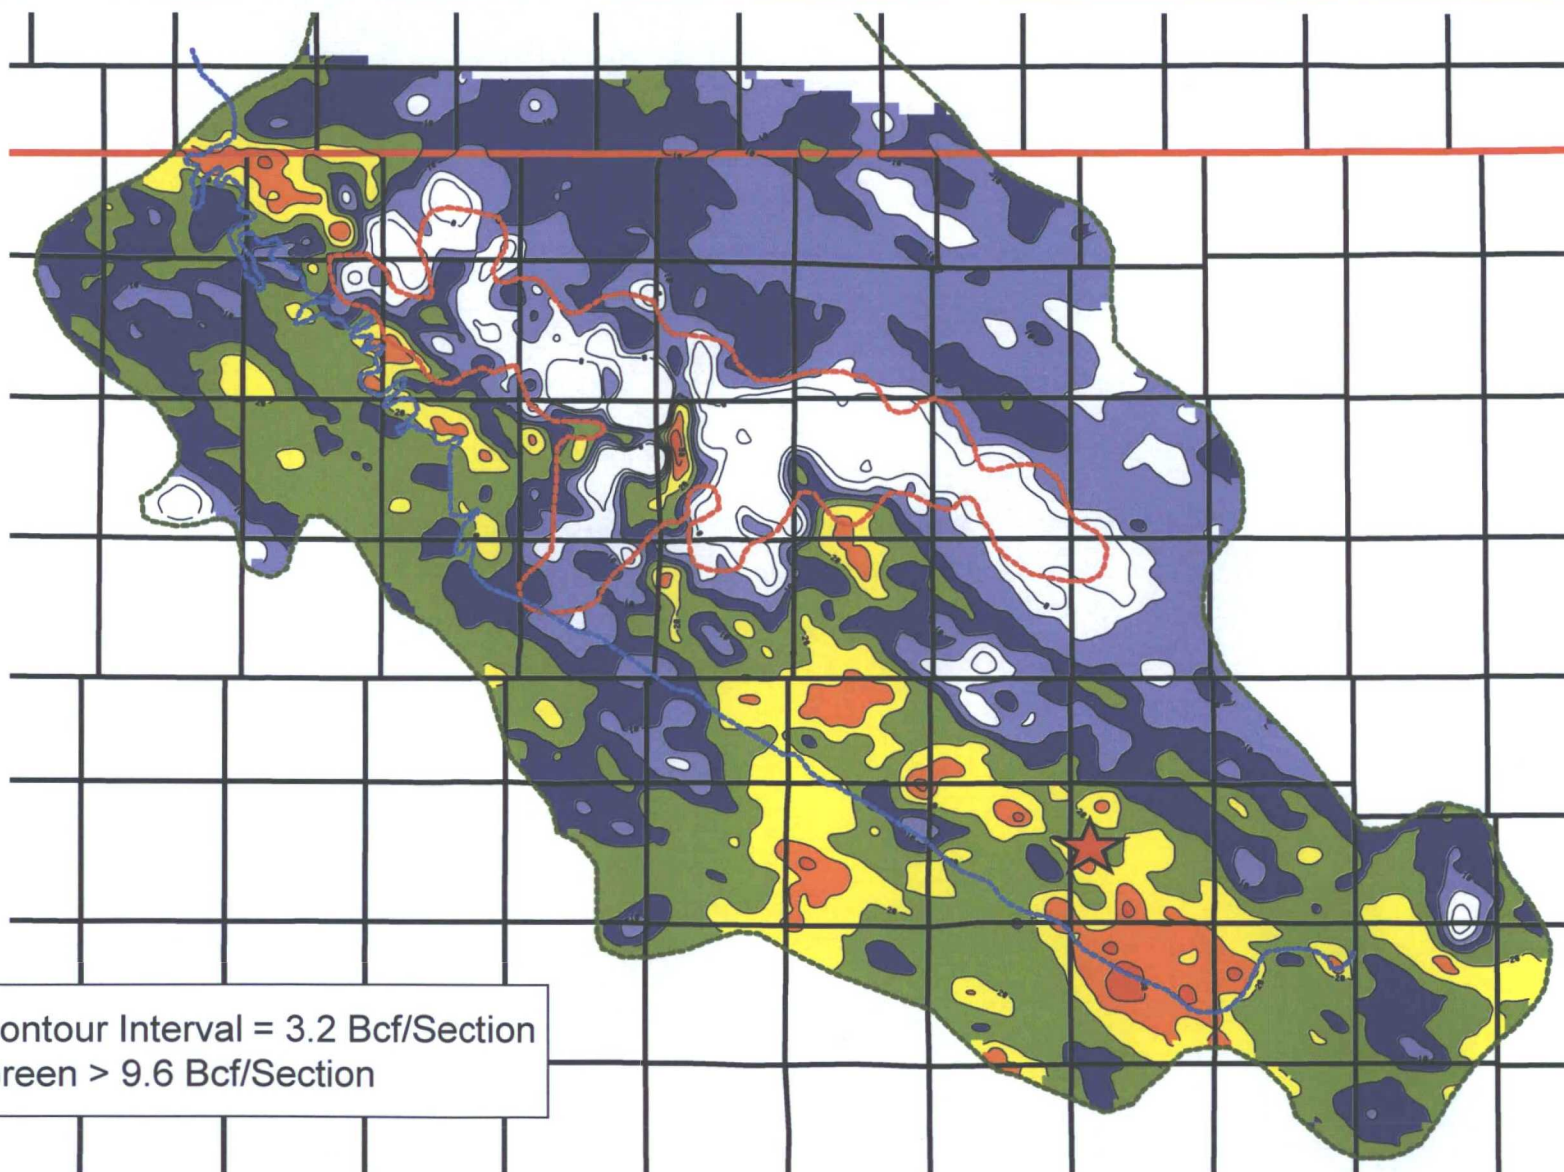 ontour Interval = 3.2 Bcf/Section
reen > 9.6 Bcf/Section